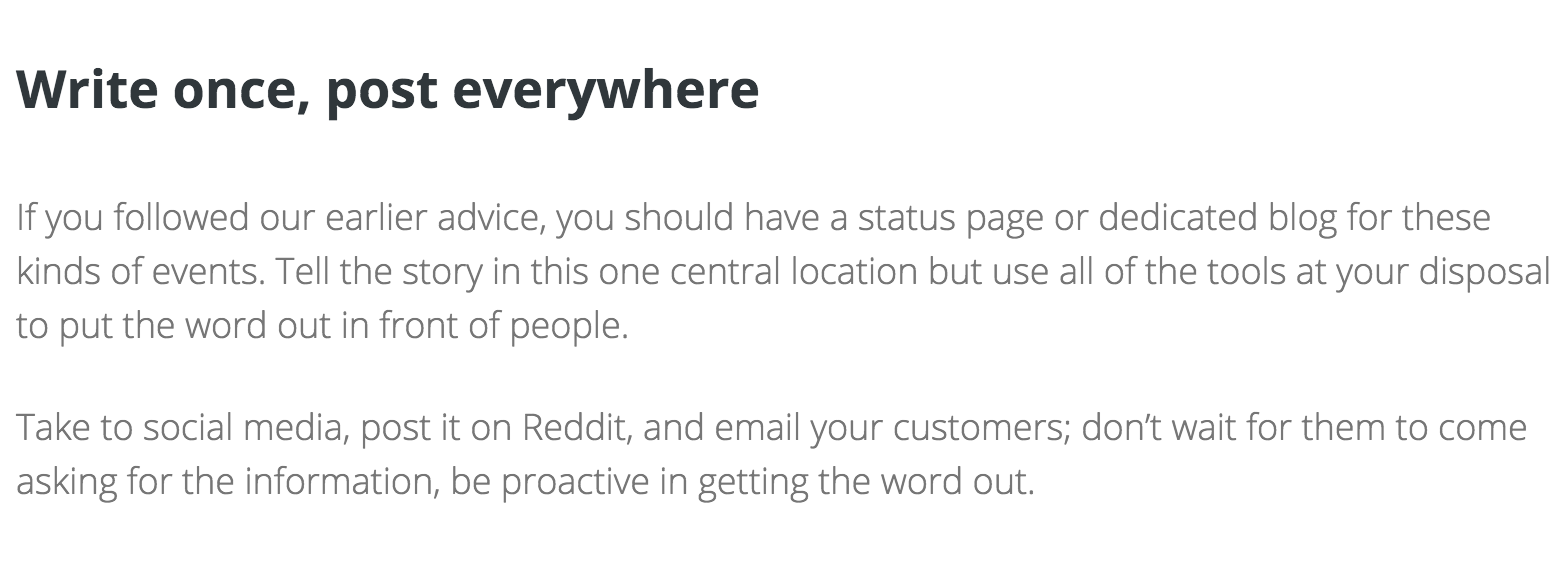 Write once, post everywhere
If you followed our earlier advice, you should have a status page or dedicated blog for these
kinds of events. Tell the story in this one central location but use all of the tools at your disposal
to put the word out in front of people.
Take to social media, post it on Reddit, and email your customers; don’t wait for them to come
asking for the information, be proactive in getting the word out.